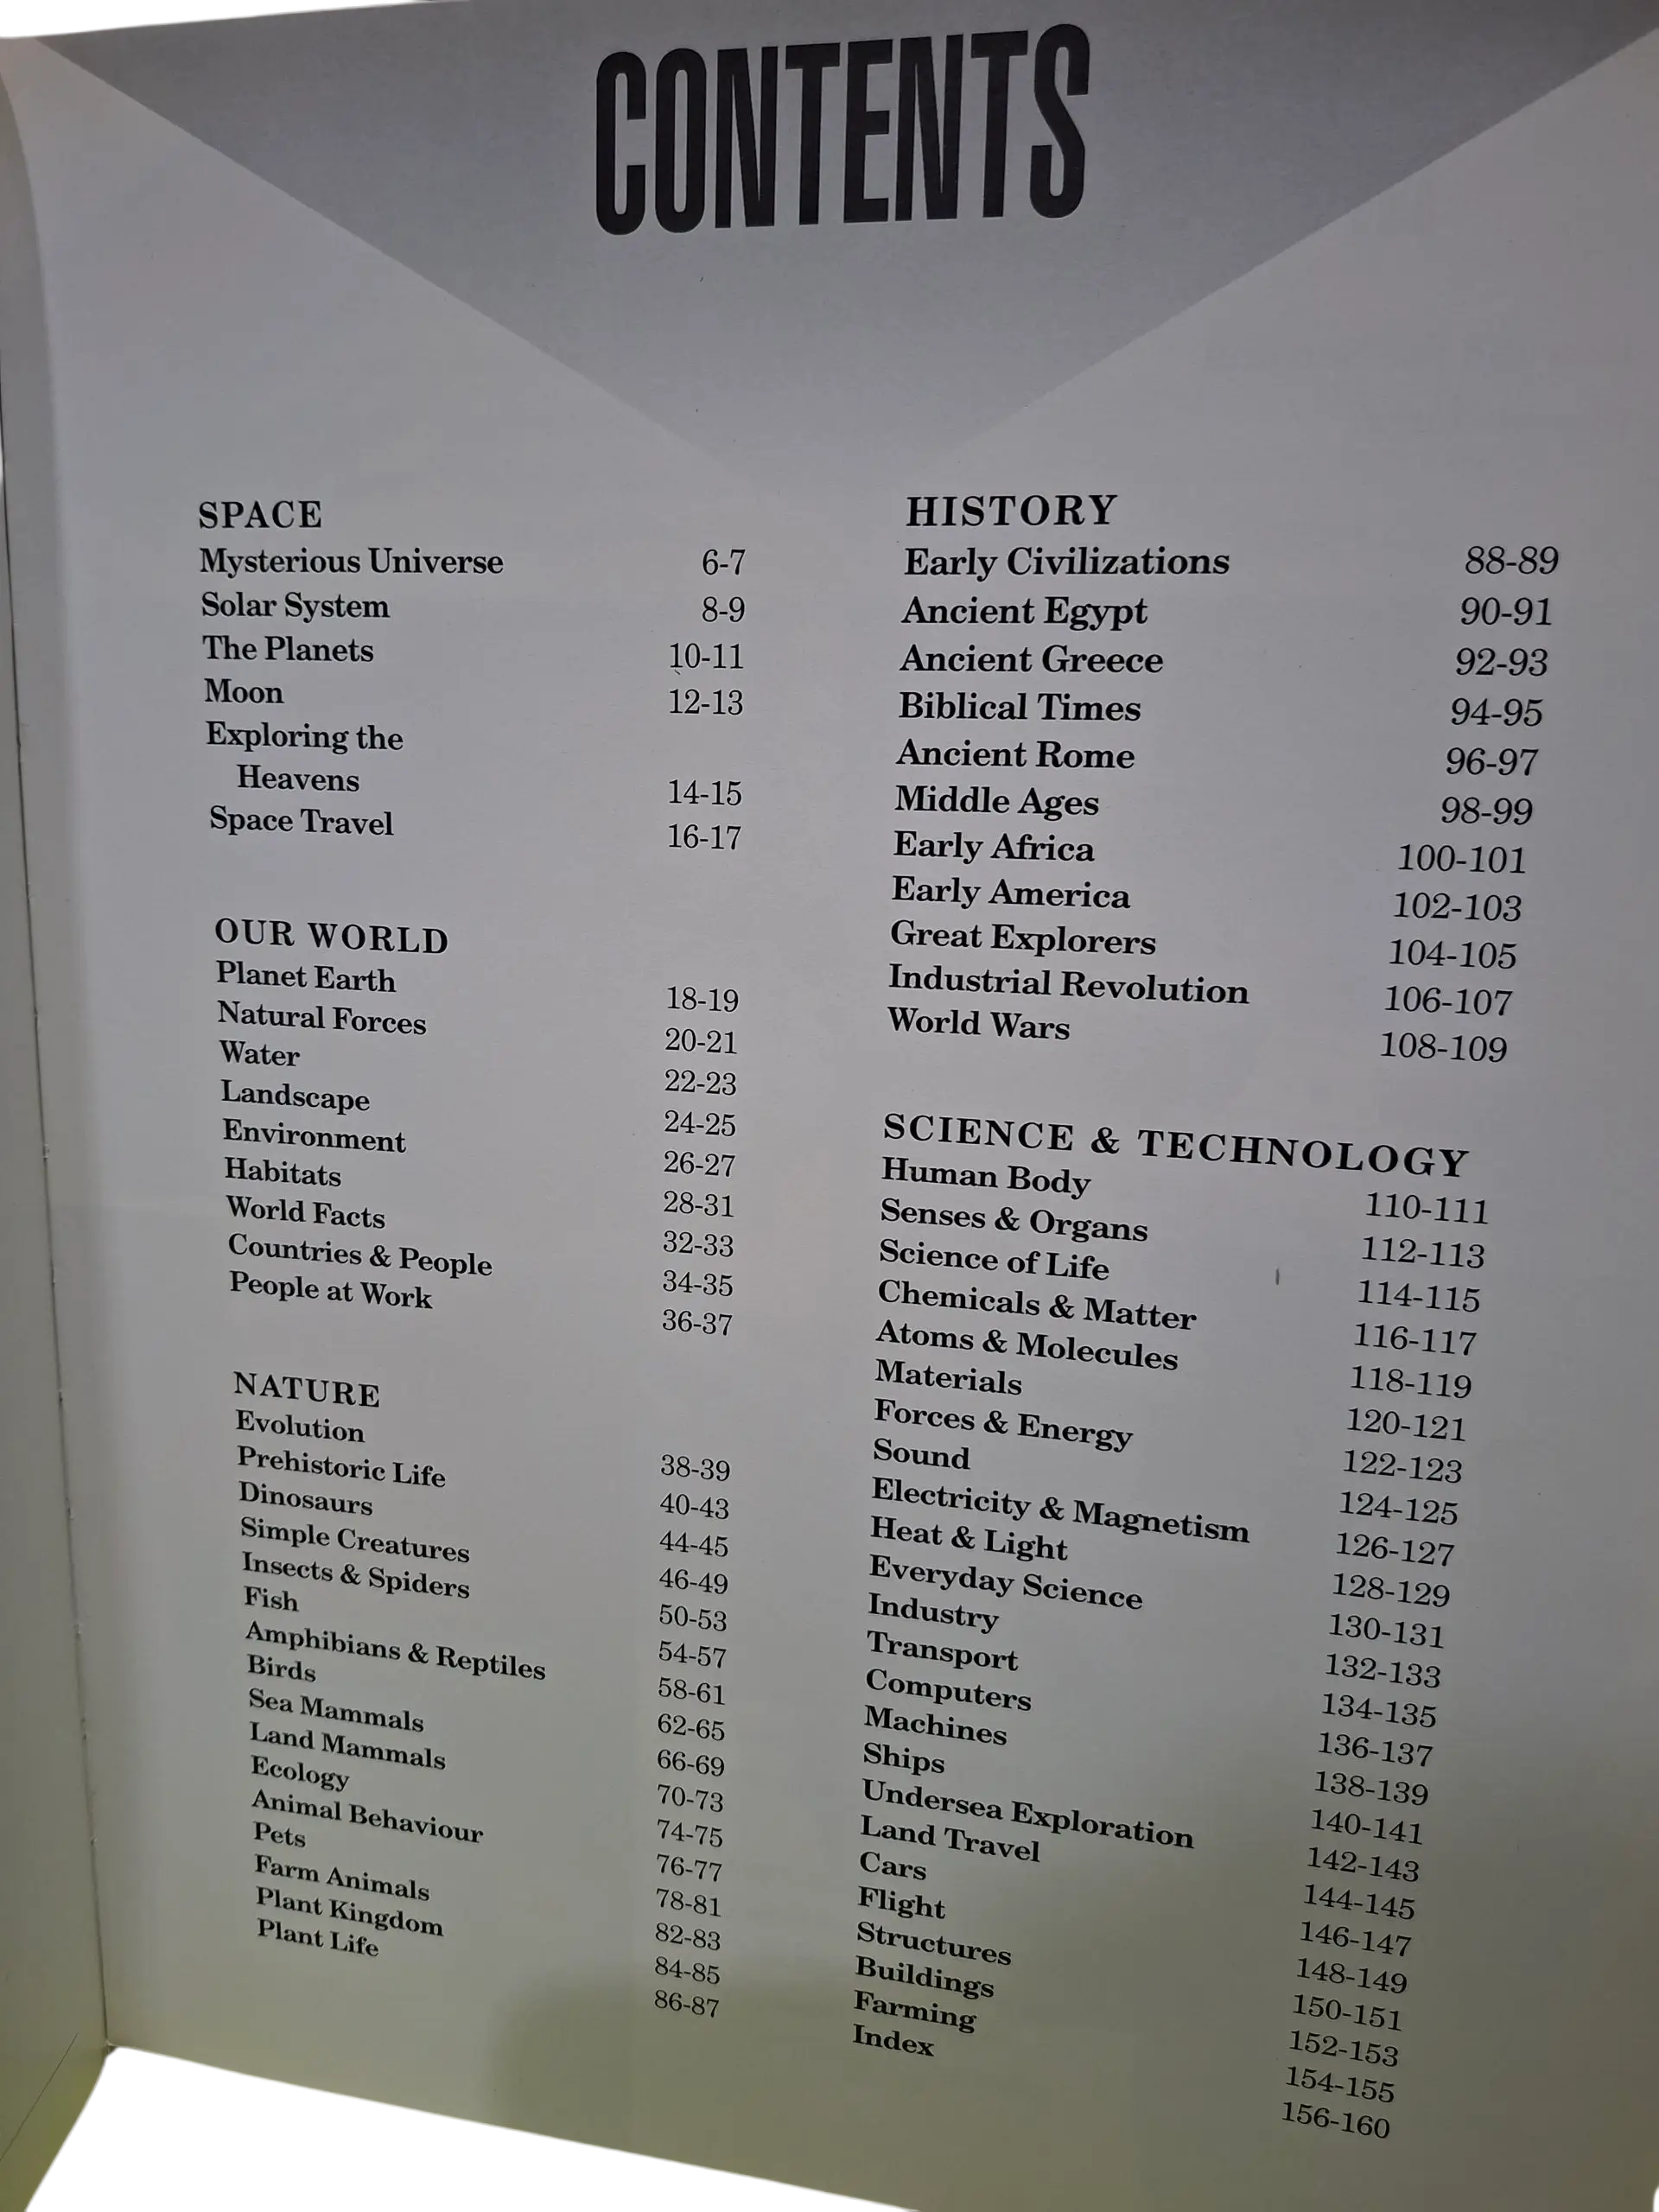 CONTENTS
SPACE
Mysterious Universe 6-7
Solar System 8-9
The Planets 10-11
Moon 12-13
Exploring the
Heavens 14-15
Space Travel 16-17
OUR WORLD
Planet Earth 18-19
Natural Forces 20-21
Water 22-23
Landscape 24-25
Environment 26-27
Habitats 28-31
World Facts 32-33
Countries & People 34-35
People at Work 36-37
NATURE
Evolution 38-39
Prehistoric Life 40-43
Dinosaurs 44-45
Simple Creatures 46-49
Insects & Spiders 50-53
Fish 54-57
Amphibians & Reptiles 58-61
Birds 62-65
Sea Mammals 66-69
Land Mammals 70-73
Ecology 74-75
Animal Behaviour 76-77
Pets 78-81
Farm Animals 82-83
Plant Kingdom 84-85
Plant Life 86-87
HISTORY
Early Civilizations 88-89
Ancient Egypt 90-91
Ancient Greece 92-93
Biblical Times 94-95
Ancient Rome 96-97
Middle Ages 98-99
Early Africa 100-101
Early America 102-103
Great Explorers 104-105
Industrial Revolution 106-107
World Wars 108-109
SCIENCE & TECHNOLOGY
Human Body 110-111
Senses & Organs 112-113
Science of Life 114-115
Chemicals & Matter 116-117
Atoms & Molecules 118-119
Materials 120-121
Forces & Energy 122-123
Sound 124-125
Electricity & Magnetism 126-127
Heat & Light 128-129
Everyday Science 130-131
Industry 132-133
Transport 134-135
Computers 136-137
Machines 138-139
Ships 140-141
Undersea Exploration 142-143
Land Travel 144-145
Cars 146-147
Flight 148-149
Structures 150-151
Buildings 152-153
Farming 154-155
Index 156-160